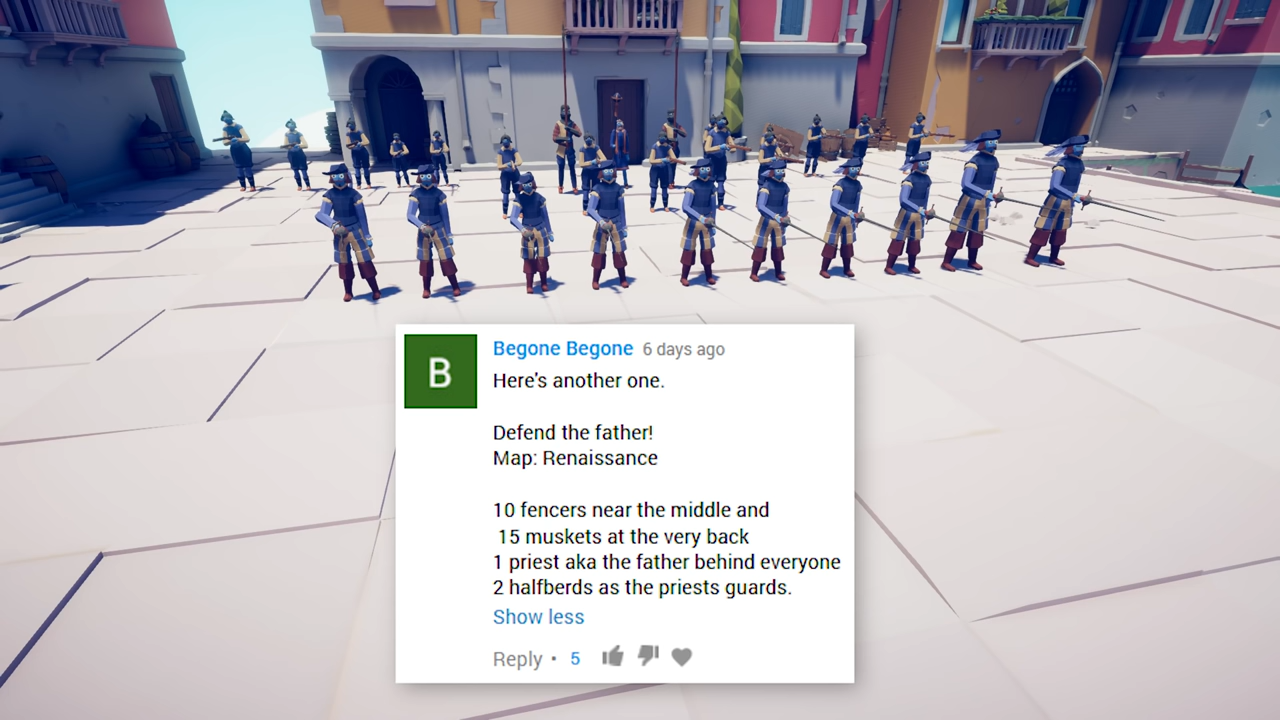 B
Begone Begone 6 days ago
Here's another one.
Defend the father!
Map: Renaissance
10 fencers near the middle and
15 muskets at the very back
1 priest aka the father behind everyone
2 halfberds as the priests guards.
Show less
Reply • 5